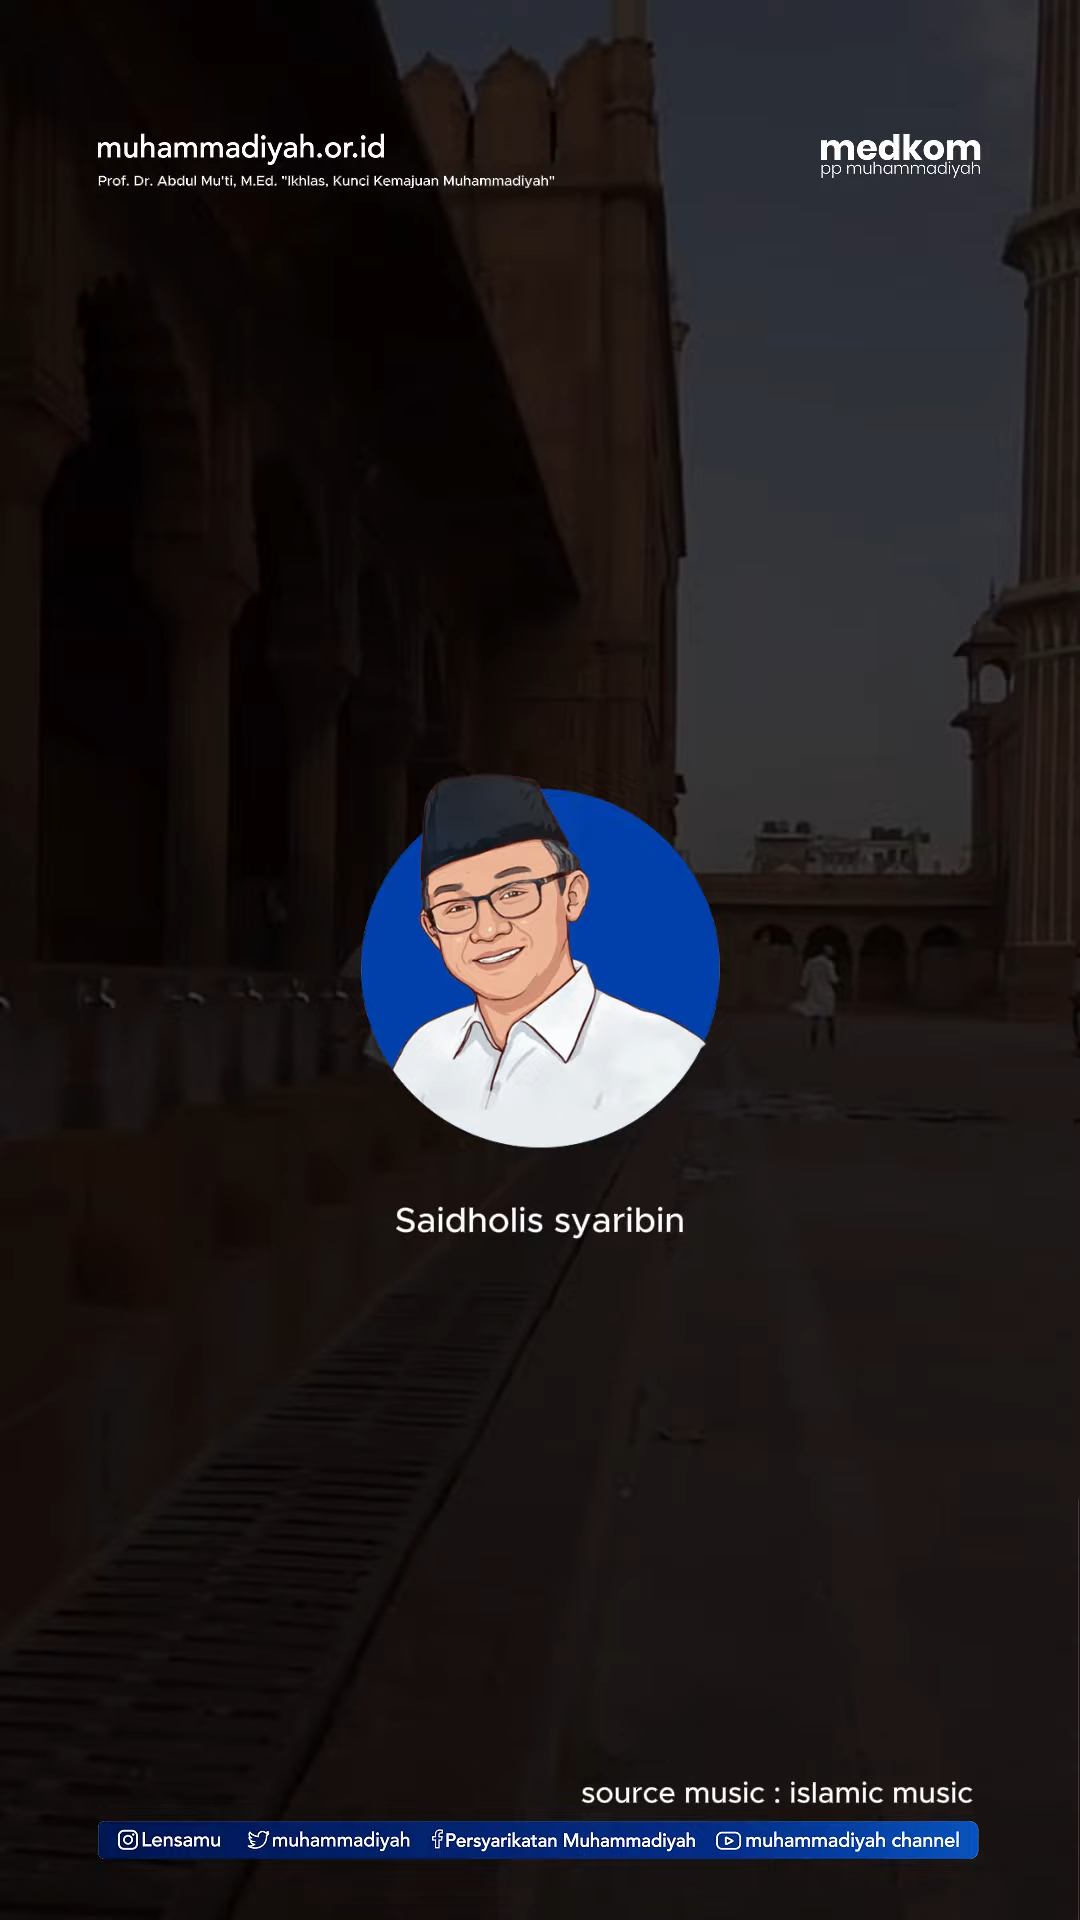 muhammadiyah.or.id
Prof. Dr. Abdul Mu'ti, M.Ed. "Ikhlas, Kunci Kemajuan Muhammadiyah"
medkom
pp muhammadiyah
Saidholis syaribin
source music : islamic music
Lensamu muhammadiyah Persyarikatan Muhammadiyah muhammadiyah channel